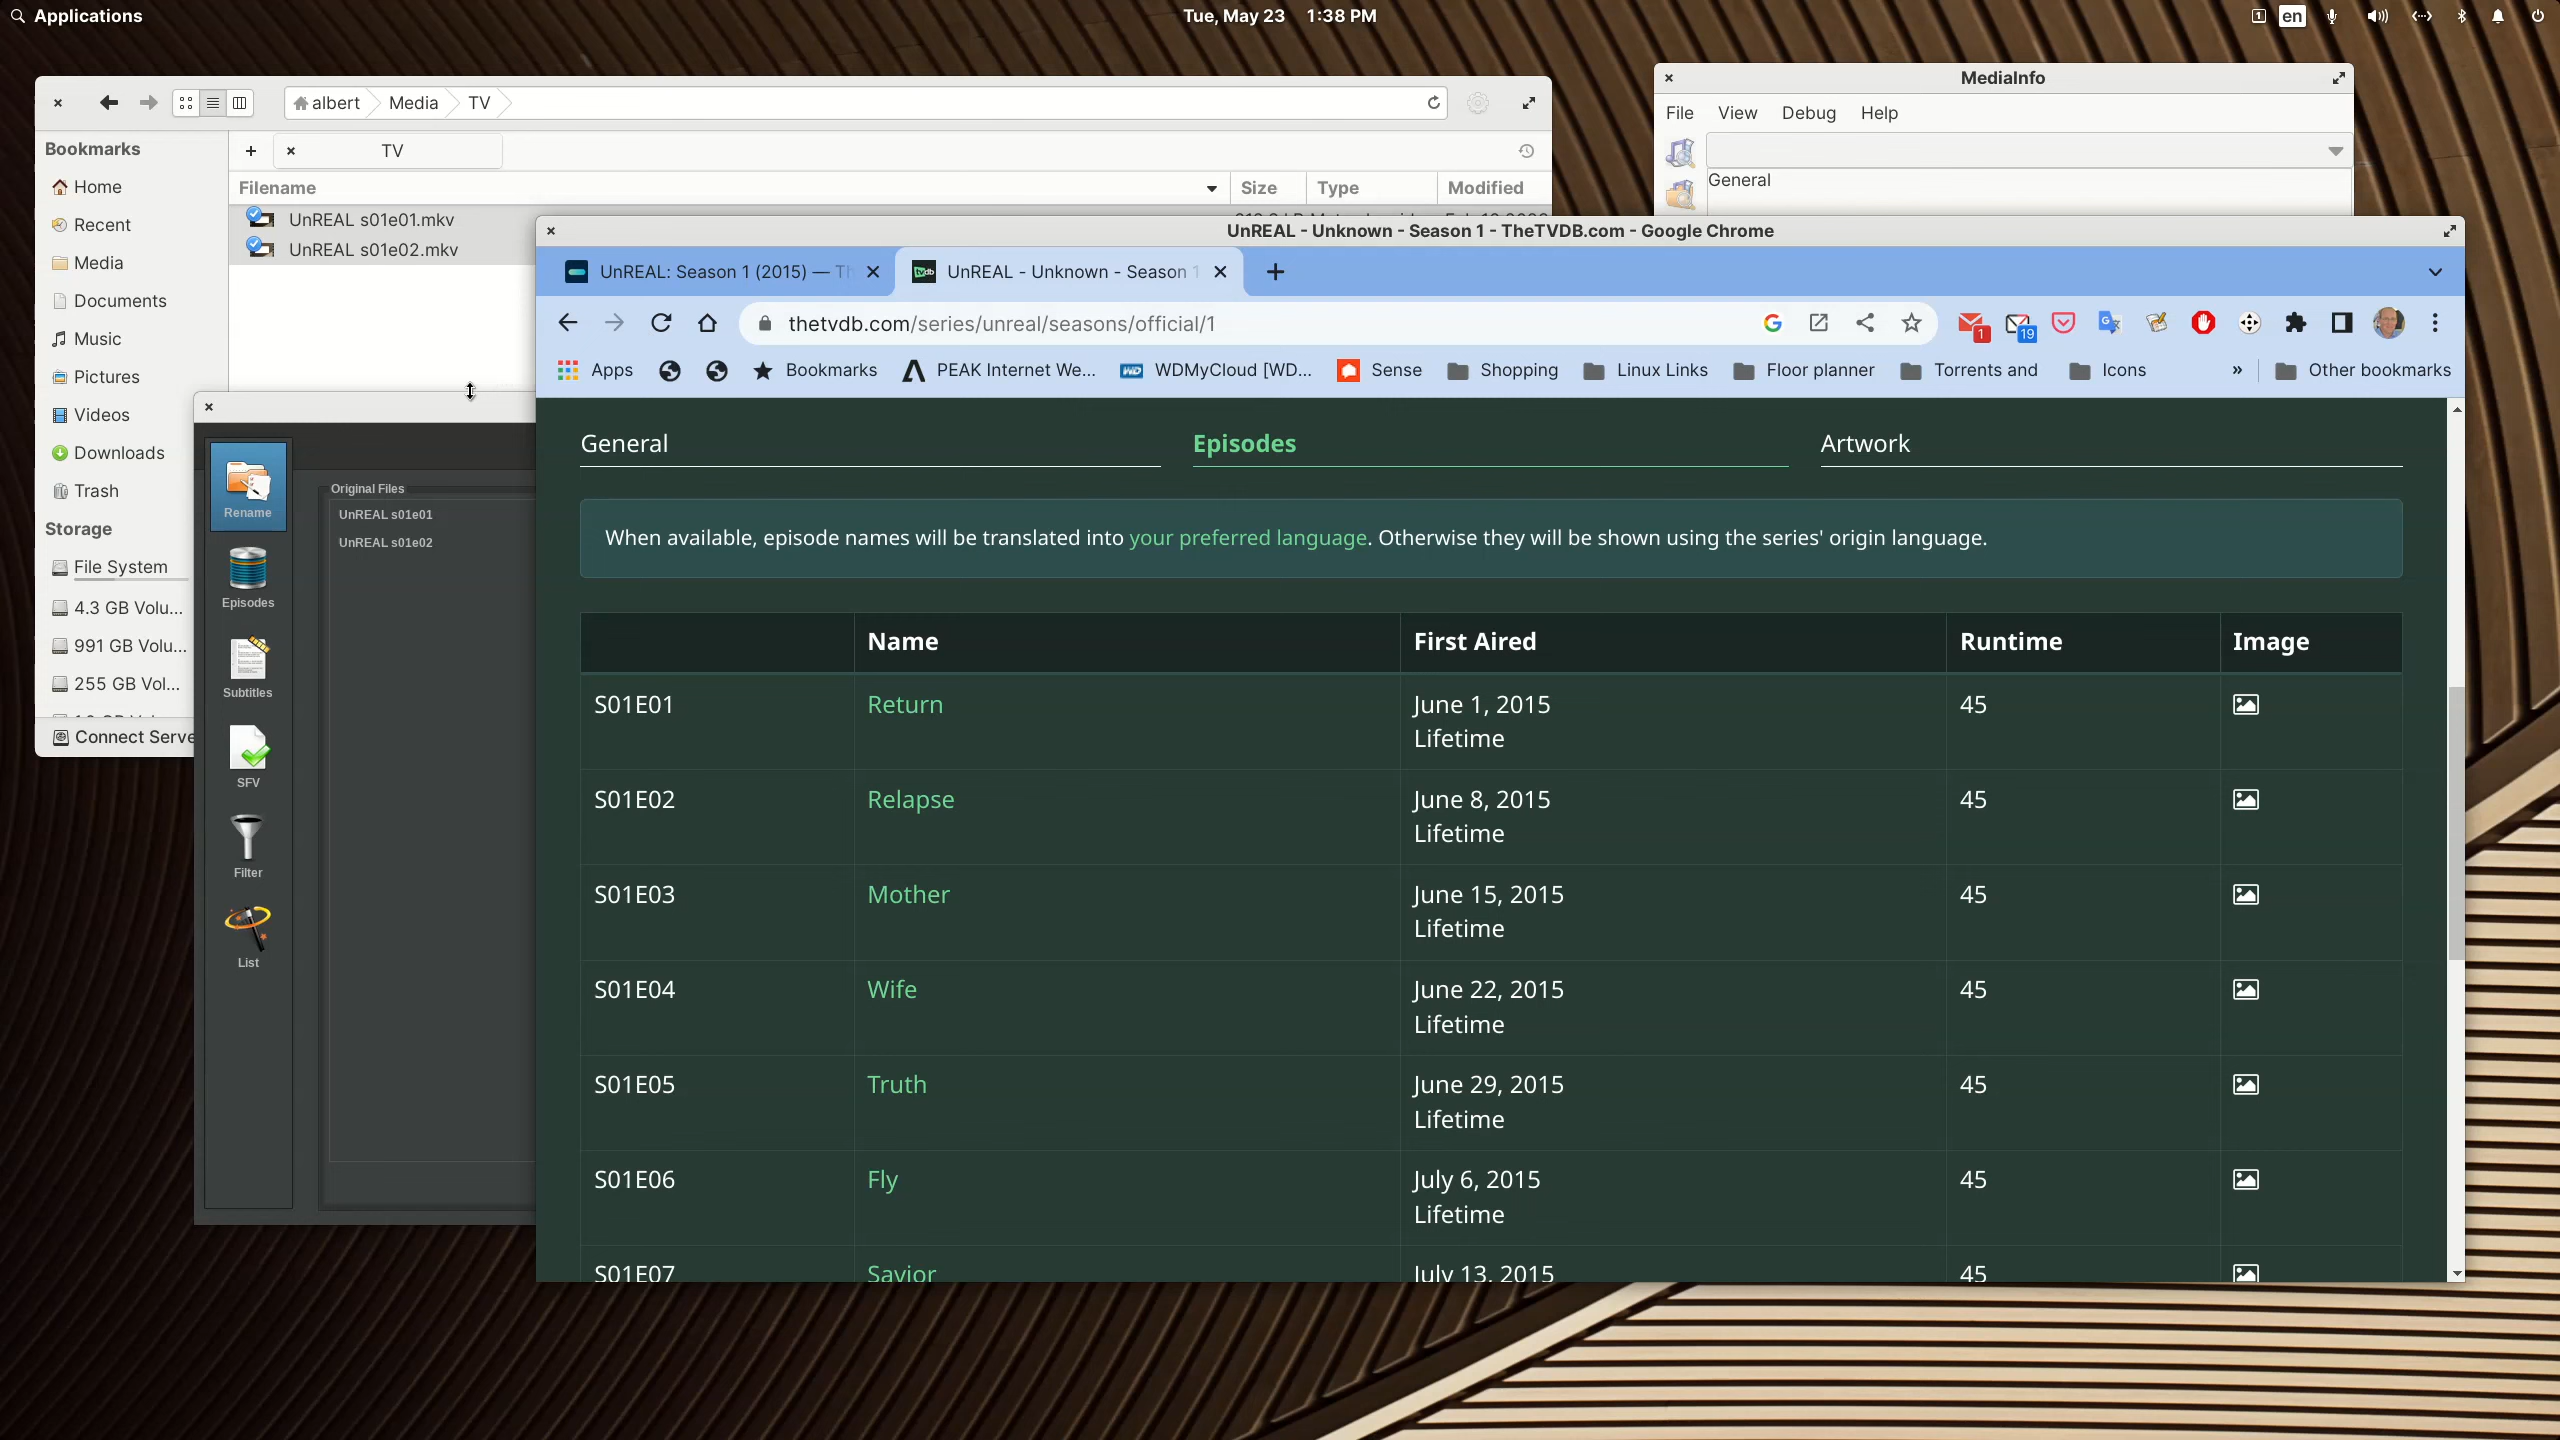 Applications
Tue, May 23 1:38 PM
1 en
albert Media TV
TV
Filename Size Type Modified
UnREAL s01e01.mkv
UnREAL s01e02.mkv
Bookmarks
Home
Recent
Media
Documents
Music
Pictures
Videos
Downloads
Trash
Storage
File System
4.3 GB Volu...
991 GB Volu...
255 GB Vol...
Connect Serve
MediaInfo
File View Debug Help
General
Original Files
UnREAL s01e01
UnREAL s01e02
Rename
Episodes
Subtitles
SFV
Filter
List
UnREAL - Unknown - Season 1 - TheTVDB.com - Google Chrome
UnREAL: Season 1 (2015) — Th
UnREAL - Unknown - Season 1
thetvdb.com/series/unreal/seasons/official/1
1 19
Apps Bookmarks PEAK Internet We... WDMyCloud [WD... Sense Shopping Linux Links Floor planner Torrents and Icons » Other bookmarks
General Episodes Artwork
When available, episode names will be translated into your preferred language. Otherwise they will be shown using the series' origin language.
Name First Aired Runtime Image
S01E01 Return June 1, 2015 45
Lifetime
S01E02 Relapse June 8, 2015 45
Lifetime
S01E03 Mother June 15, 2015 45
Lifetime
S01E04 Wife June 22, 2015 45
Lifetime
S01E05 Truth June 29, 2015 45
Lifetime
S01E06 Fly July 6, 2015 45
Lifetime
S01E07 Savior July 13, 2015 45